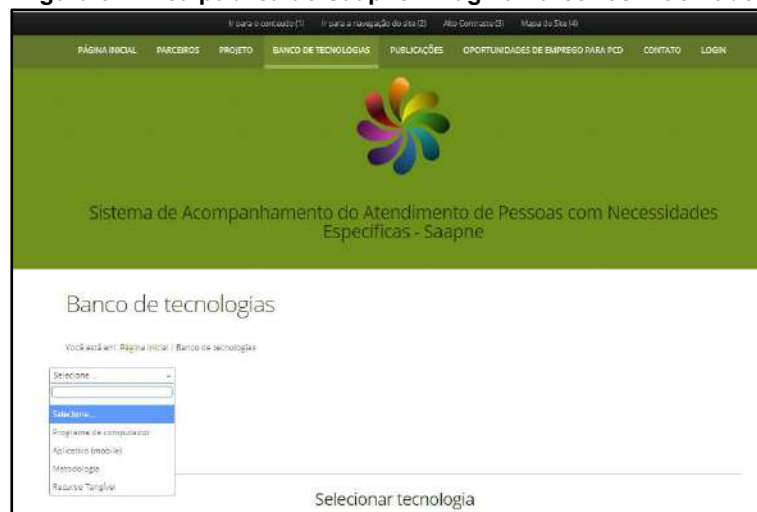 Ir para o conteúdo (1) Ir para a navegação do site (2) Alto-Contraste (3) Mapa do Site (4)
PÁGINA INICIAL PARCEIROS PROJETO BANCO DE TECNOLOGIAS PUBLICAÇÕES OPORTUNIDADES DE EMPREGO PARA PCD CONTATO LOGIN
Sistema de Acompanhamento do Atendimento de Pessoas com Necessidades
Específicas - Saapne
Banco de tecnologias
Você está em: Página Inicial / Banco de tecnologias
Selecione...
Selecione...
Programa de computador
Aplicativo (mobile)
Metodologia
Recurso Tangível
Selecionar tecnologia